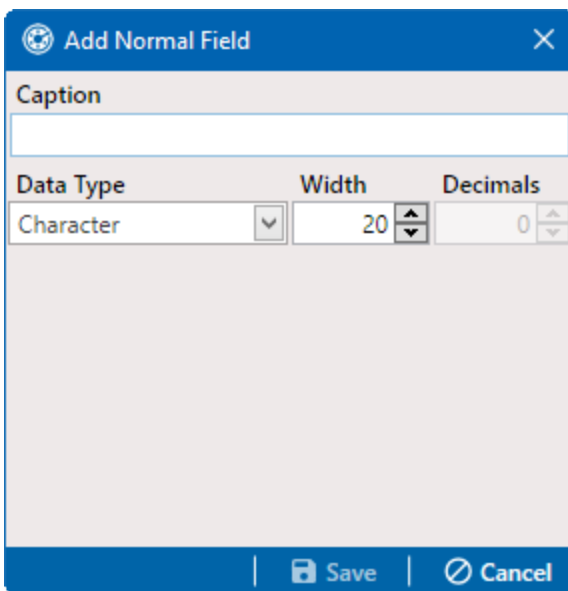 Add Normal Field
Caption
Data Type Width Decimals
Character 20 0
Save Cancel